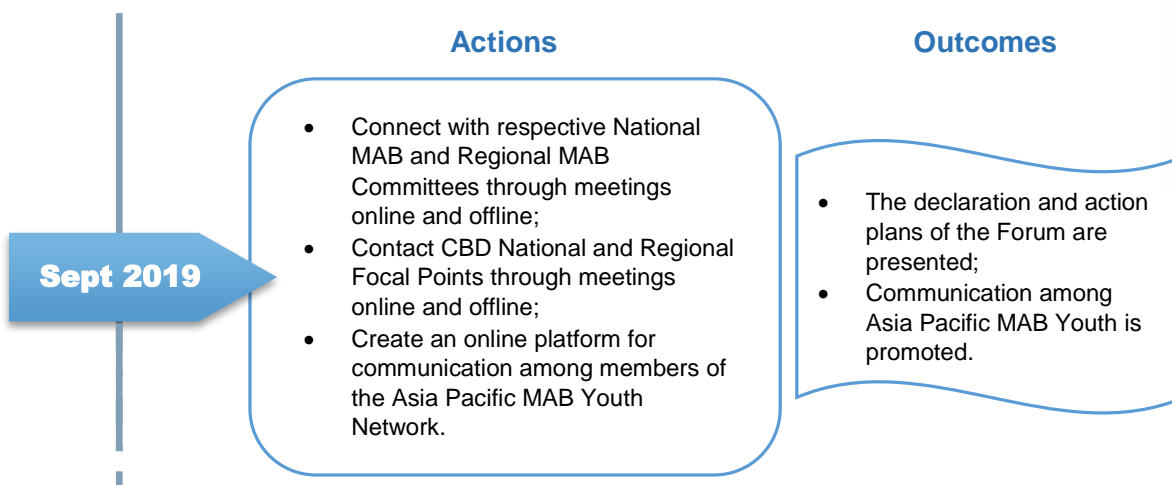 Actions
Outcomes
Sept 2019
• Connect with respective National
MAB and Regional MAB
Committees through meetings
online and offline;
• Contact CBD National and Regional
Focal Points through meetings
online and offline;
• Create an online platform for
communication among members of
the Asia Pacific MAB Youth
Network.
• The declaration and action
plans of the Forum are
presented;
• Communication among
Asia Pacific MAB Youth is
promoted.